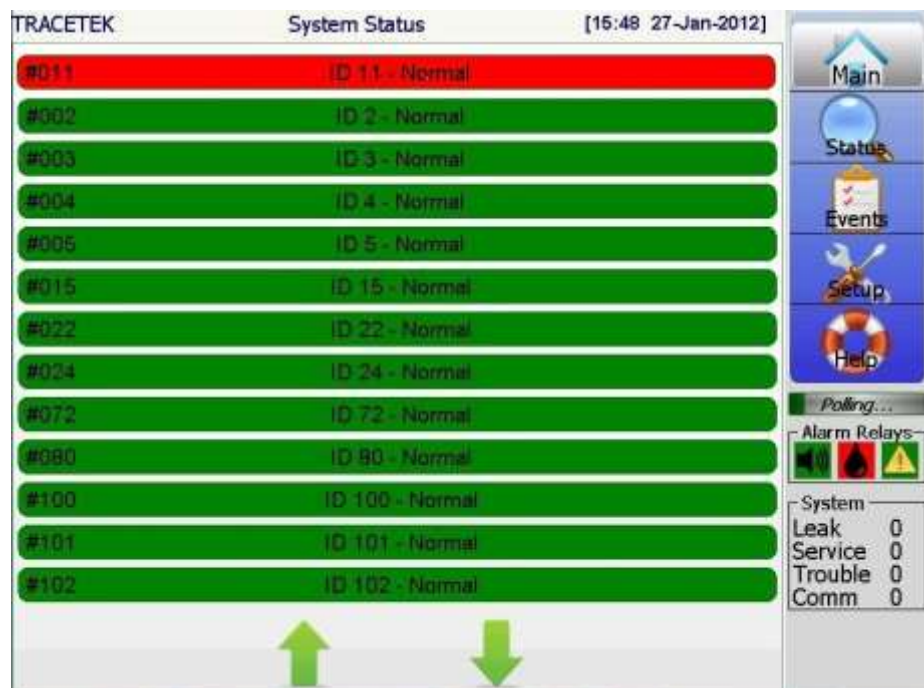 TRACETEK System Status [15:48 27-Jan-2012]
#011 ID 11 - Normal
#002 ID 2 - Normal
#003 ID 3 - Normal
#004 ID 4 - Normal
#005 ID 5 - Normal
#015 ID 15 - Normal
#022 ID 22 - Normal
#024 ID 24 - Normal
#072 ID 72 - Normal
#080 ID 80 - Normal
#100 ID 100 - Normal
#101 ID 101 - Normal
#102 ID 102 - Normal
Main
Status
Events
Setup
Help
Polling...
Alarm Relays
System
Leak 0
Service 0
Trouble 0
Comm 0